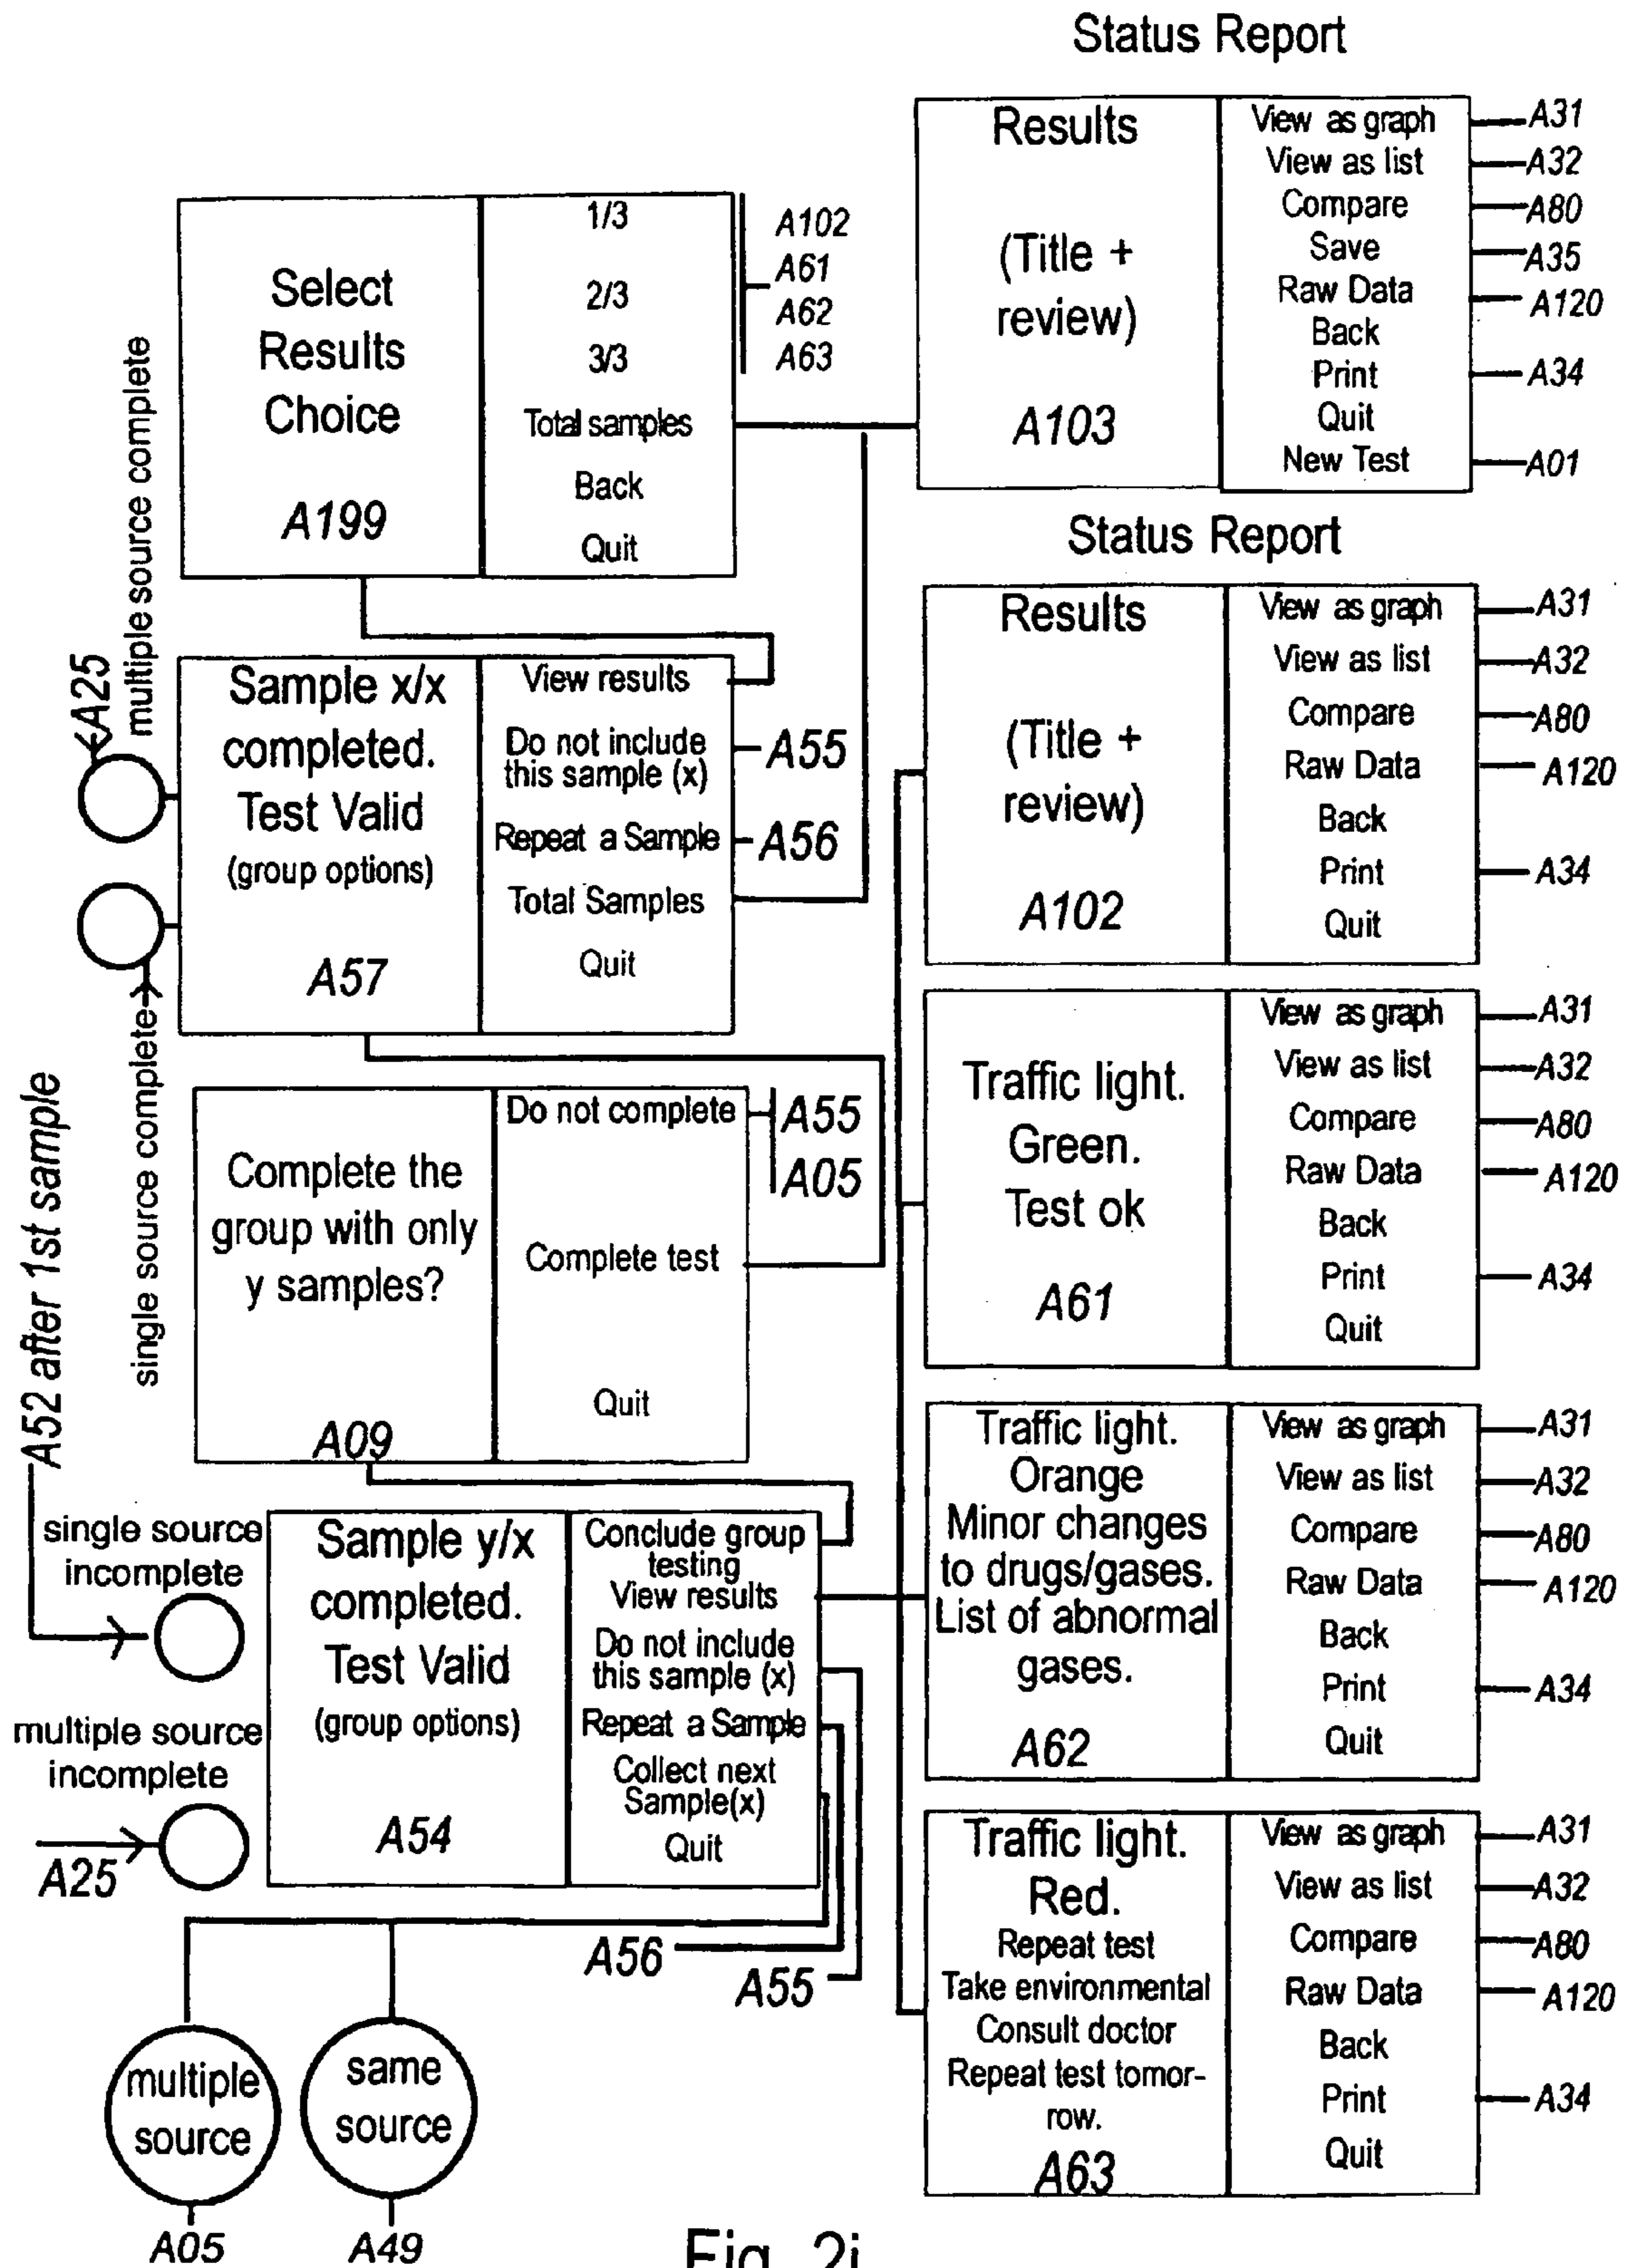 Status Report
Results
(Title +
review)
A103
View as graph
View as list
Compare
Save
Raw Data
Back
Print
Quit
New Test
A31
A32
A80
A35
A120
A34
A01
Select
Results
Choice
A199
1/3
2/3
3/3
Total samples
Back
Quit
A102
A61
A62
A63
Status Report
Results
(Title +
review)
A102
View as graph
View as list
Compare
Raw Data
Back
Print
Quit
A31
A32
A80
A120
A34
A25
multiple source complete
single source complete
Sample x/x
completed.
Test Valid
(group options)
A57
View results
Do not include
this sample (x)
Repeat a Sample
Total Samples
Quit
A55
A56
Traffic light.
Green.
Test ok
A61
View as graph
View as list
Compare
Raw Data
Back
Print
Quit
A31
A32
A80
A120
A34
A52 after 1st sample
Complete the
group with only
y samples?
A09
Do not complete
Complete test
Quit
A55
A05
Traffic light.
Orange
Minor changes
to drugs/gases.
List of abnormal
gases.
A62
View as graph
View as list
Compare
Raw Data
Back
Print
Quit
A31
A32
A80
A120
A34
single source
incomplete
multiple source
incomplete
A25
Sample y/x
completed.
Test Valid
(group options)
A54
Conclude group
testing
View results
Do not include
this sample (x)
Repeat a Sample
Collect next
Sample(x)
Quit
A56
A55
Traffic light.
Red.
Repeat test
Take environmental
Consult doctor
Repeat test tomor-
row.
A63
View as graph
View as list
Compare
Raw Data
Back
Print
Quit
A31
A32
A80
A120
A34
multiple
source
same
source
A05
A49
Fig. 2i